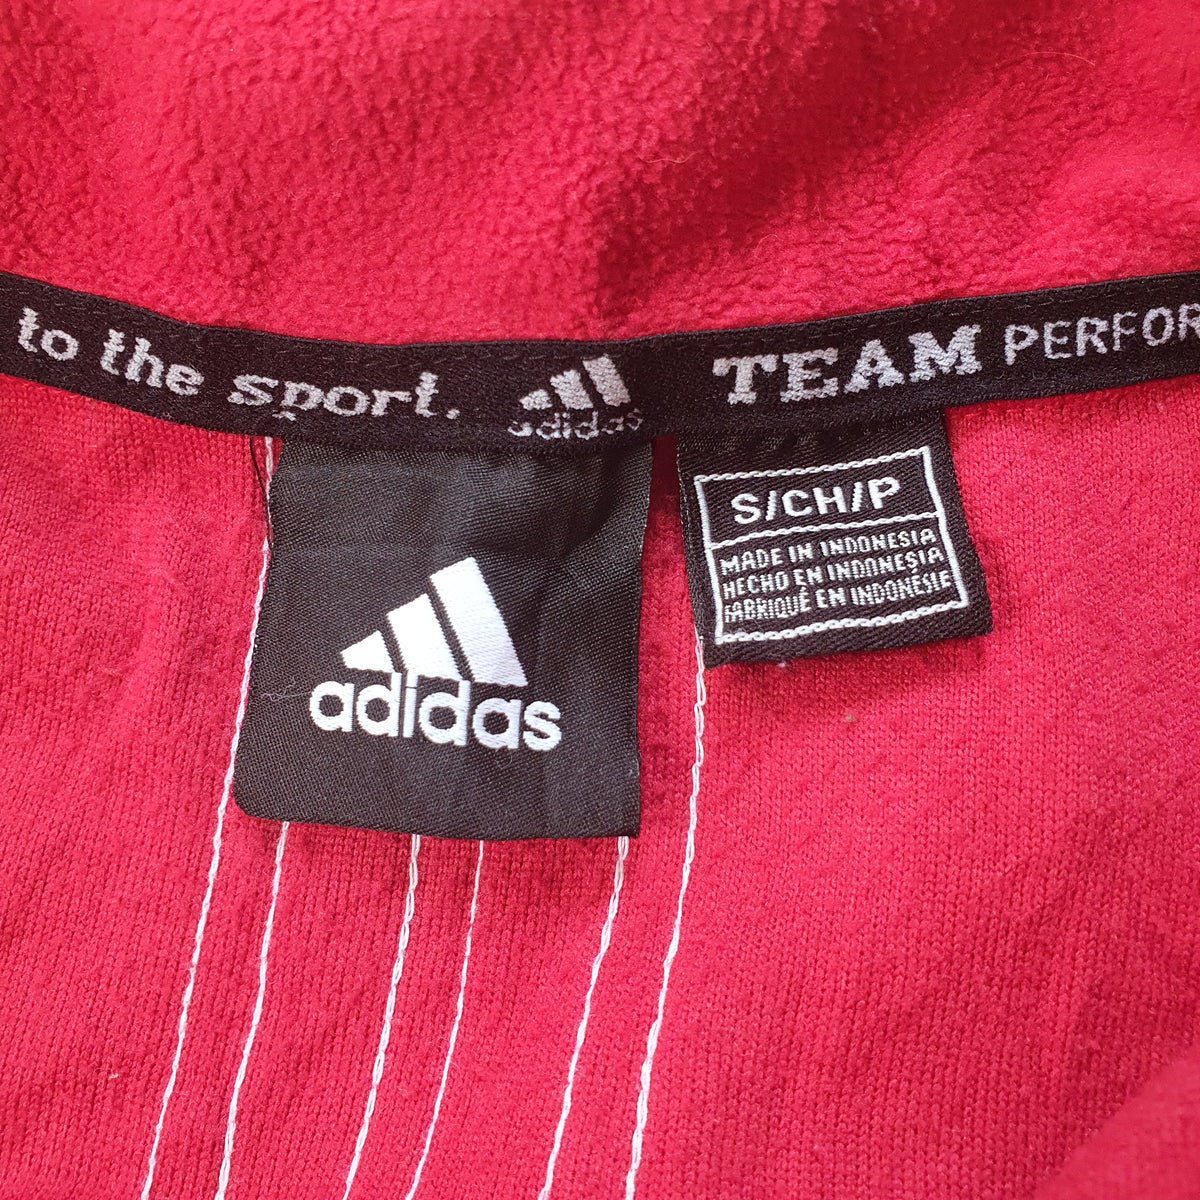 to the sport. adidas TEAM PERFOR
adidas
S/CH/P
MADE IN INDONESIA
HECHO EN INDONESIA
FABRIQUÉ EN INDONÉSIE